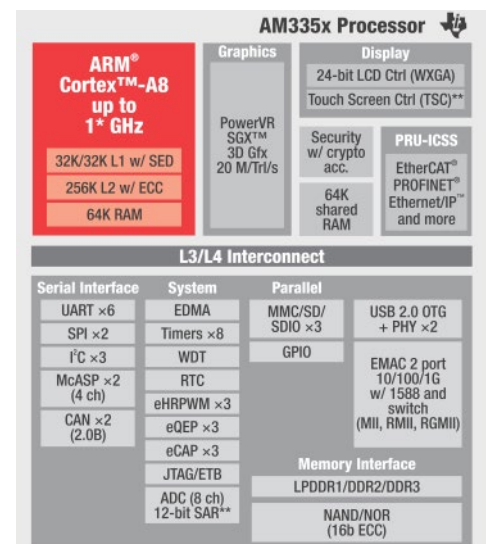 AM335x Processor
ARM®
Cortex™-A8
up to
1* GHz
32K/32K L1 w/ SED
256K L2 w/ ECC
64K RAM
Graphics
PowerVR
SGX™
3D Gfx
20 M/Tri/s
Display
24-bit LCD Ctrl (WXGA)
Touch Screen Ctrl (TSC)**
Security
w/ crypto
acc.
64K
shared
RAM
PRU-ICSS
EtherCAT®
PROFINET®
Ethernet/IP™
and more
L3/L4 Interconnect
Serial Interface
UART ×6
SPI ×2
I²C ×3
McASP ×2
(4 ch)
CAN ×2
(2.0B)
System
EDMA
Timers ×8
WDT
RTC
eHRPWM ×3
eQEP ×3
eCAP ×3
JTAG/ETB
ADC (8 ch)
12-bit SAR**
Parallel
MMC/SD/
SDIO ×3
GPIO
USB 2.0 OTG
+ PHY ×2
EMAC 2 port
10/100/1G
w/ 1588 and
switch
(MII, RMII, RGMII)
Memory Interface
LPDDR1/DDR2/DDR3
NAND/NOR
(16b ECC)